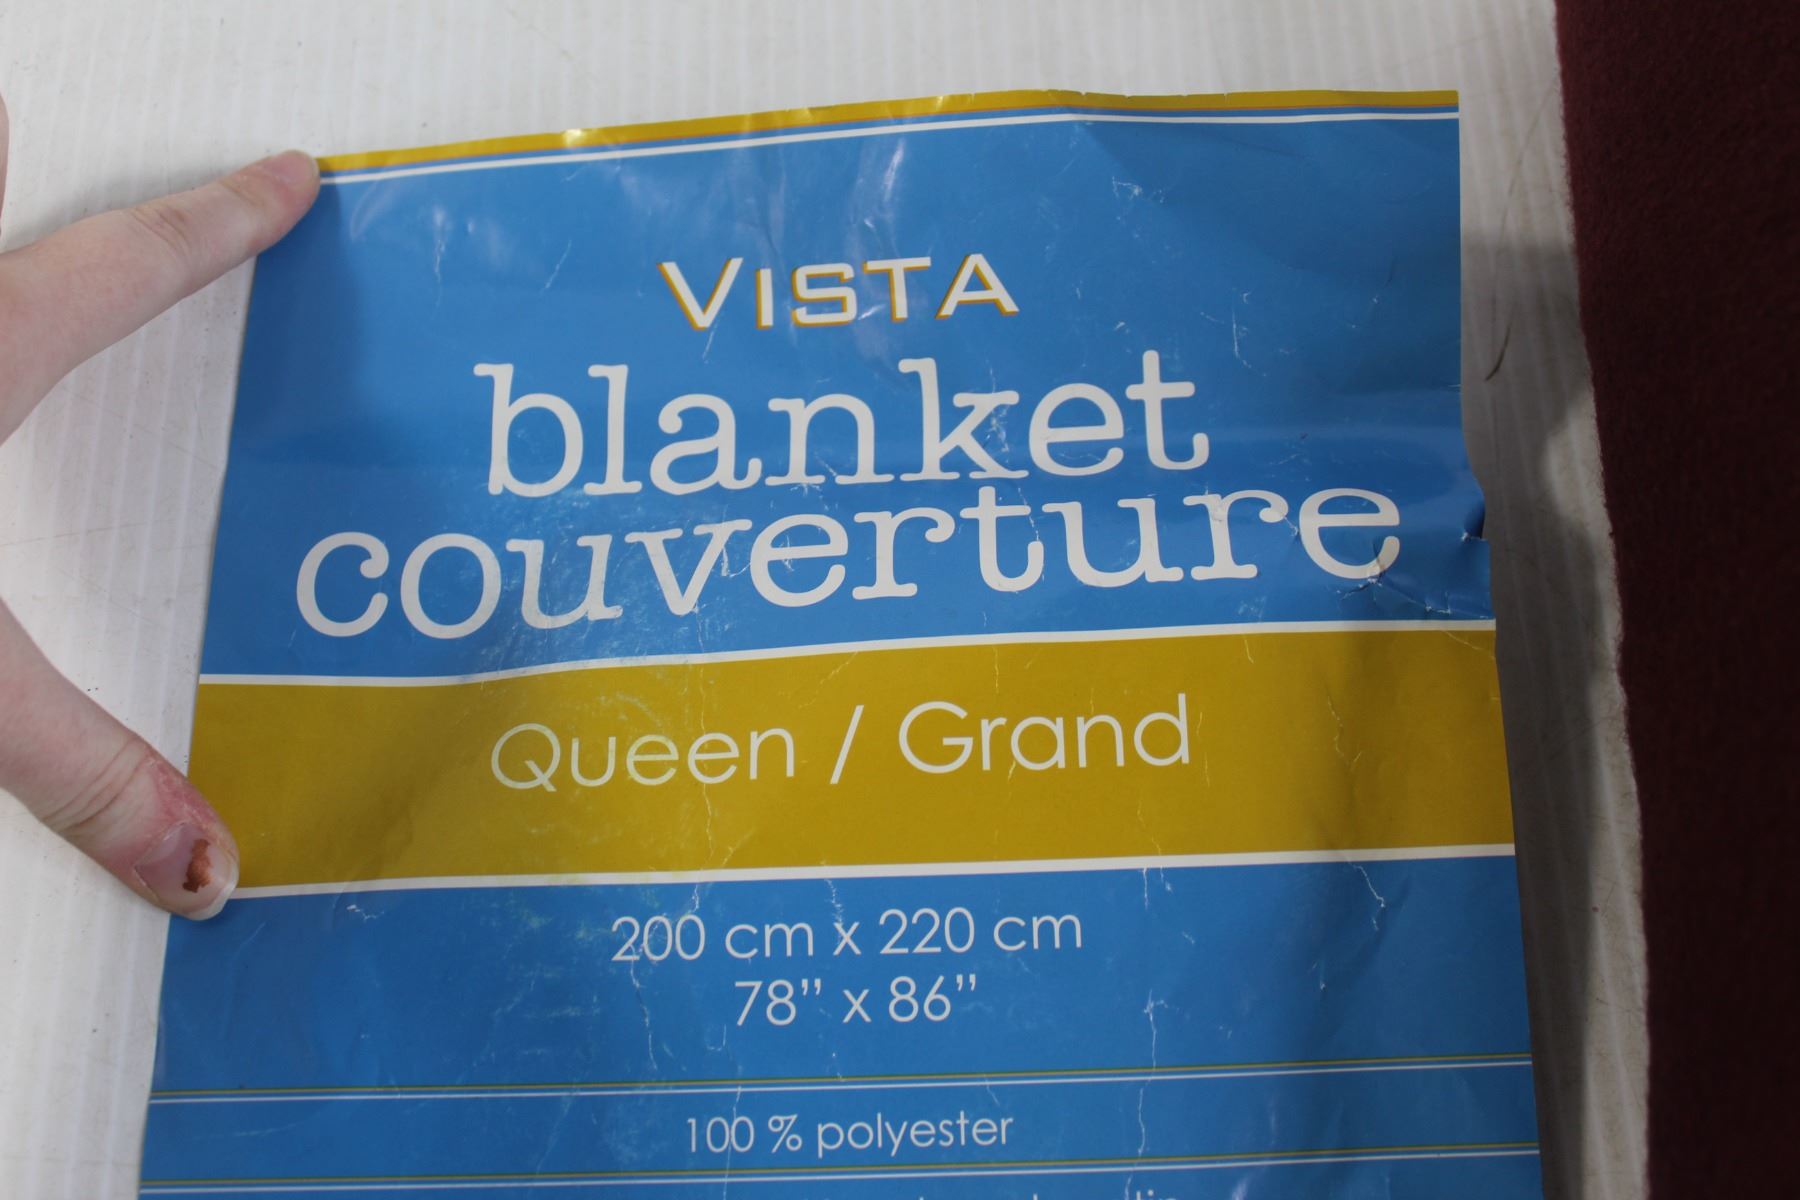 VISTA
blanket
couverture
Queen / Grand
200 cm x 220 cm
78” x 86”
100 % polyester